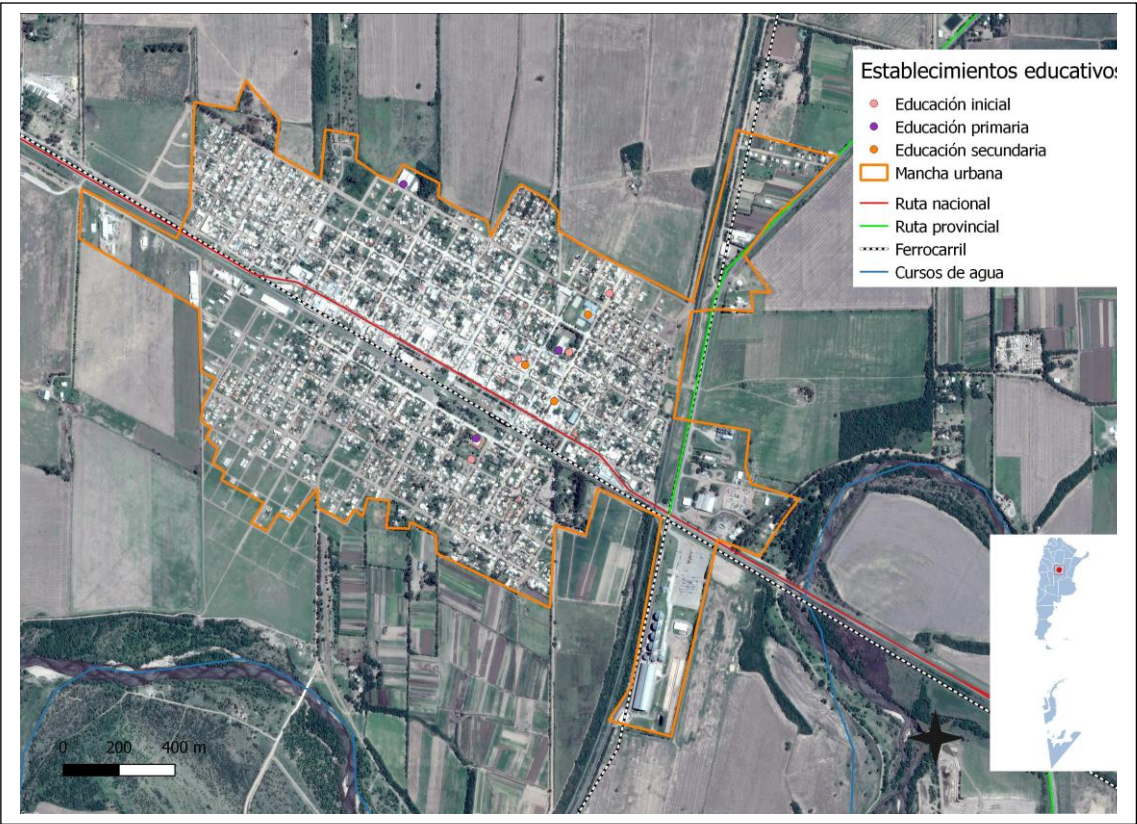 Establecimientos educativos
Educación inicial
Educación primaria
Educación secundaria
Mancha urbana
Ruta nacional
Ruta provincial
Ferrocarril
Cursos de agua
0 200 400 m